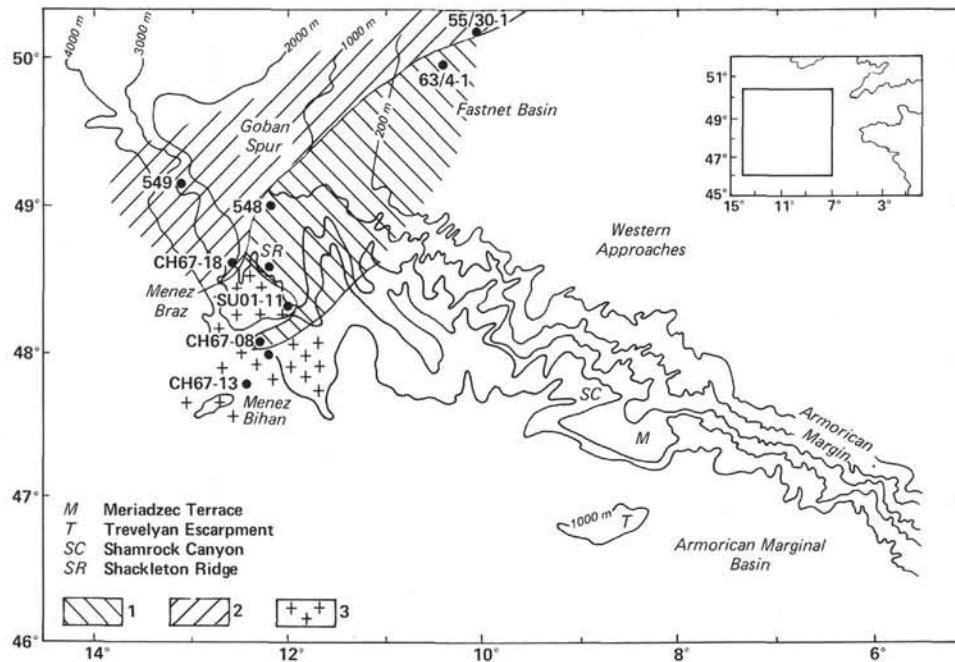 55/30-1
50°
4000 m
3000 m
2000 m
1000 m
63/4-1
200 m
Fastnet Basin
Goban
Spur
51°
49°
47°
45°
15°
11°
7°
3°
549
49°
548
Western
Approaches
SR
CH67-18
Menez
Braz
SU01-11
CH67-08
48°
CH67-13
Menez
Bihan
SC
M
Armorican
Margin
47°
M Meriadzec Terrace
T Trevelyan Escarpment
SC Shamrock Canyon
SR Shackleton Ridge
1000 m
T
Armorican Marginal
Basin
1
2
3
46°
14°
12°
10°
8°
6°